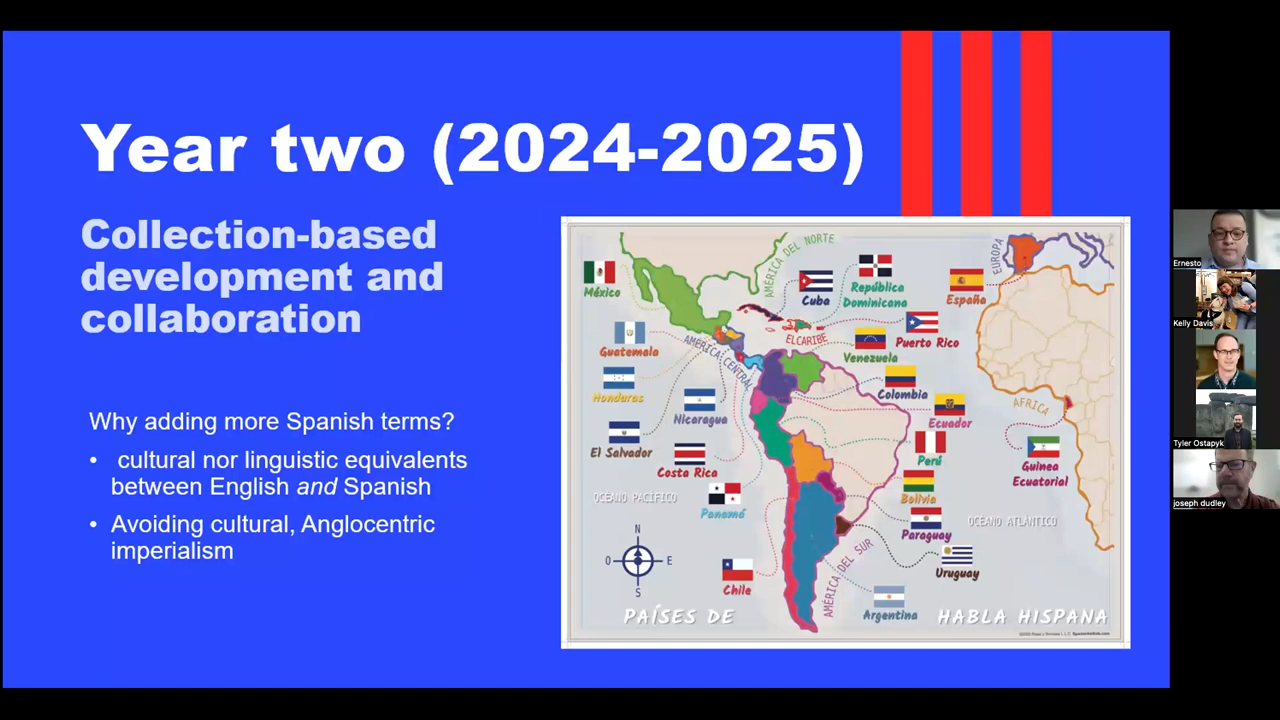 Year two (2024-2025)
Collection-based
development and
collaboration
Why adding more Spanish terms?
• cultural nor linguistic equivalents
between English and Spanish
• Avoiding cultural, Anglocentric
imperialism
AMÉRICA DEL NORTE
EUROPA
México
Cuba
República
Dominicana
España
Guatemala
EL CARIBE
Puerto Rico
AMÉRICA CENTRAL
Venezuela
Honduras
Nicaragua
Colombia
AFRICA
Ecuador
El Salvador
Costa Rica
Perú
Guinea
Ecuatorial
OCÉANO PACÍFICO
Panamá
Bolivia
OCÉANO ATLÁNTICO
Paraguay
N
O
E
S
Uruguay
Chile
AMÉRICA DEL SUR
Argentina
PAÍSES DE
HABLA HISPANA
Ernesto
Kelly Davis
Tyler Ostapyk
joseph dudley